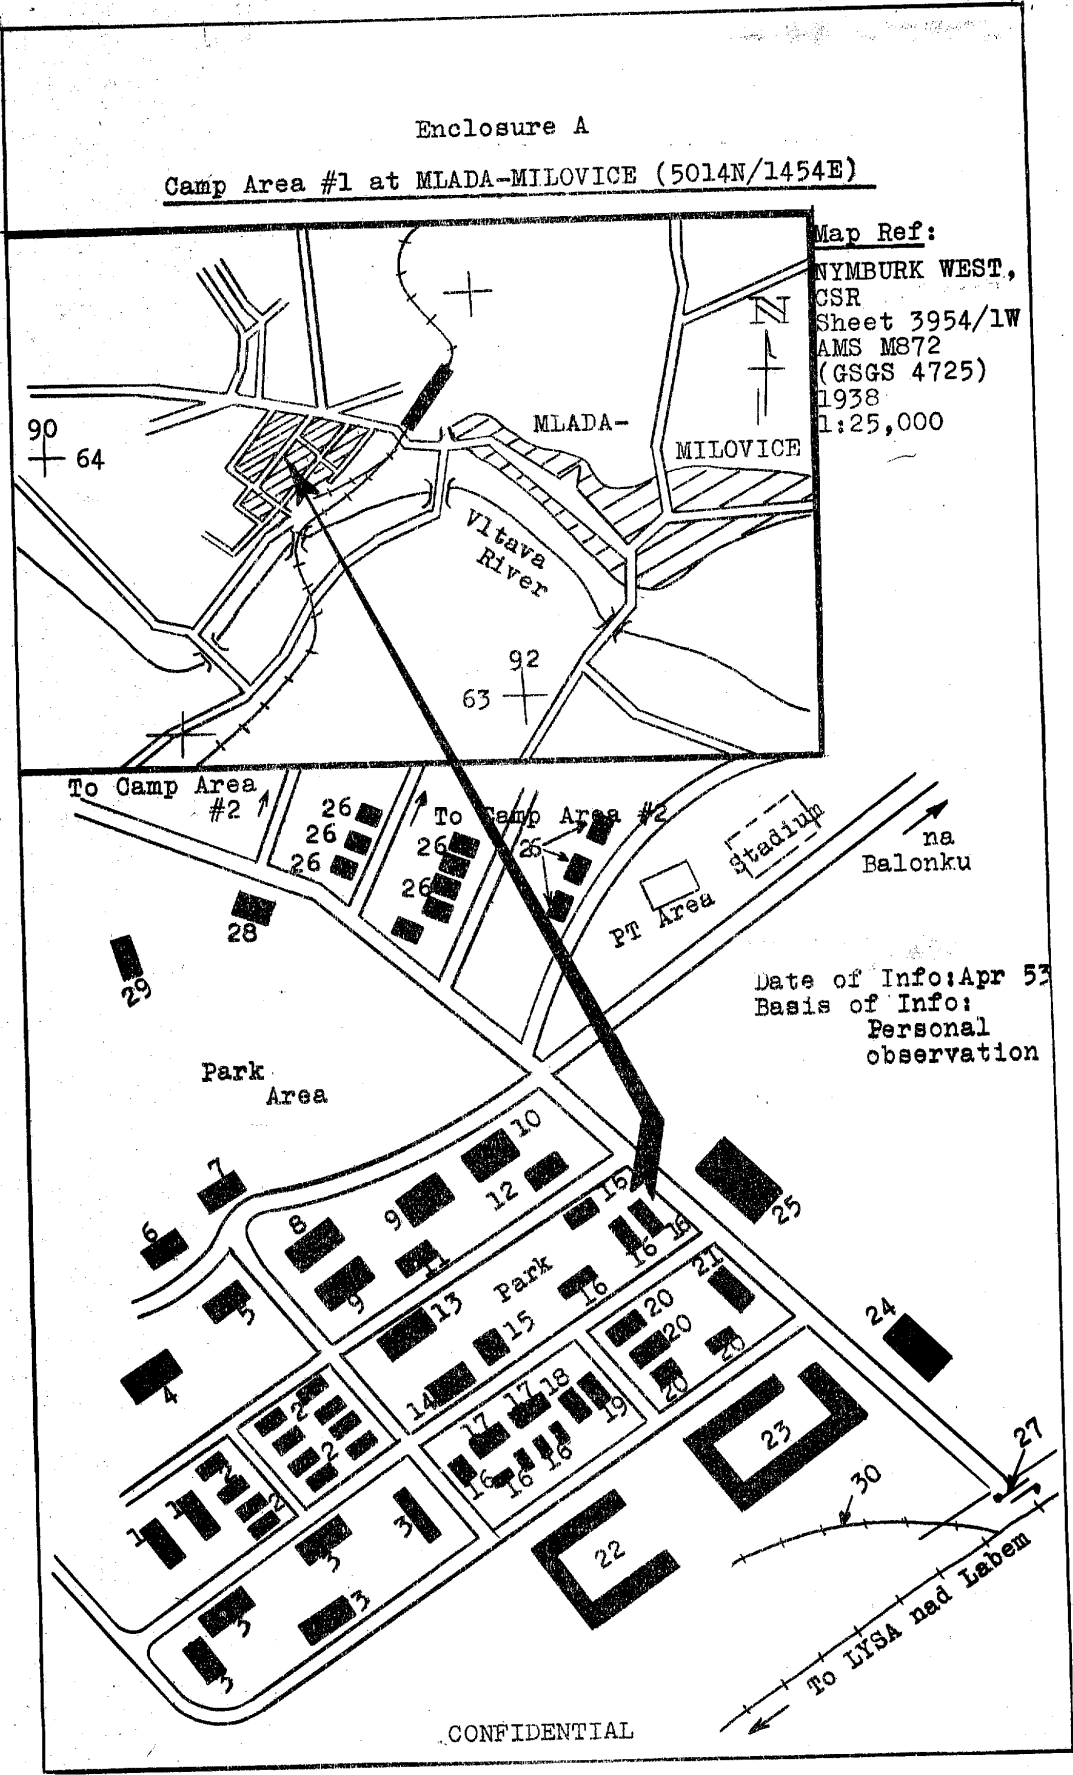 Enclosure A
Camp Area #1 at MLADA-MILOVICE (5014N/1454E)
Map Ref:
NYMBURK WEST,
CSR
Sheet 3954/1W
AMS M872
(GSGS 4725)
1938
1:25,000
N
90
64
MLADA-
MILOVICE
Vltava
River
92
63
To Camp Area
#2
To Camp Area #2
26
26
26
26
26
26
28
29
Stadium
PT Area
na
Balonku
Date of Info:Apr 53
Basis of Info:
Personal
observation
Park
Area
10
7
12
15
9
8
6
16
16
25
11
9
5
Park
21
13
16
15
20
20
24
4
14
20
20
18
17
17
19
2
2
23
27
16
16
16
2
2
1
1
3
30
3
22
3
3
3
To LYSA nad Labem
CONFIDENTIAL